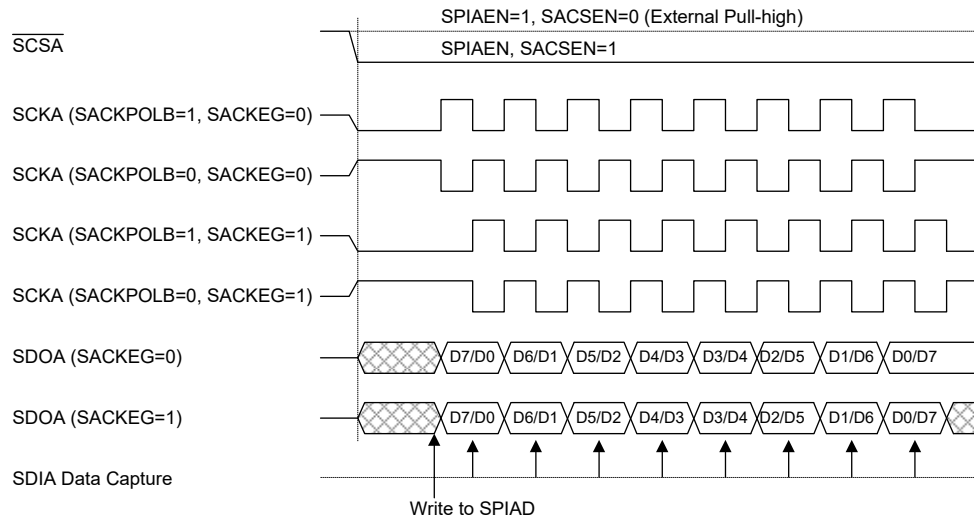 SPIAEN=1, SACSEN=0 (External Pull-high)
SCSA
SPIAEN, SACSEN=1
SCKA (SACKPOLB=1, SACKEG=0)
SCKA (SACKPOLB=0, SACKEG=0)
SCKA (SACKPOLB=1, SACKEG=1)
SCKA (SACKPOLB=0, SACKEG=1)
SDOA (SACKEG=0) D7/D0 D6/D1 D5/D2 D4/D3 D3/D4 D2/D5 D1/D6 D0/D7
SDOA (SACKEG=1) D7/D0 D6/D1 D5/D2 D4/D3 D3/D4 D2/D5 D1/D6 D0/D7
SDIA Data Capture
Write to SPIAD